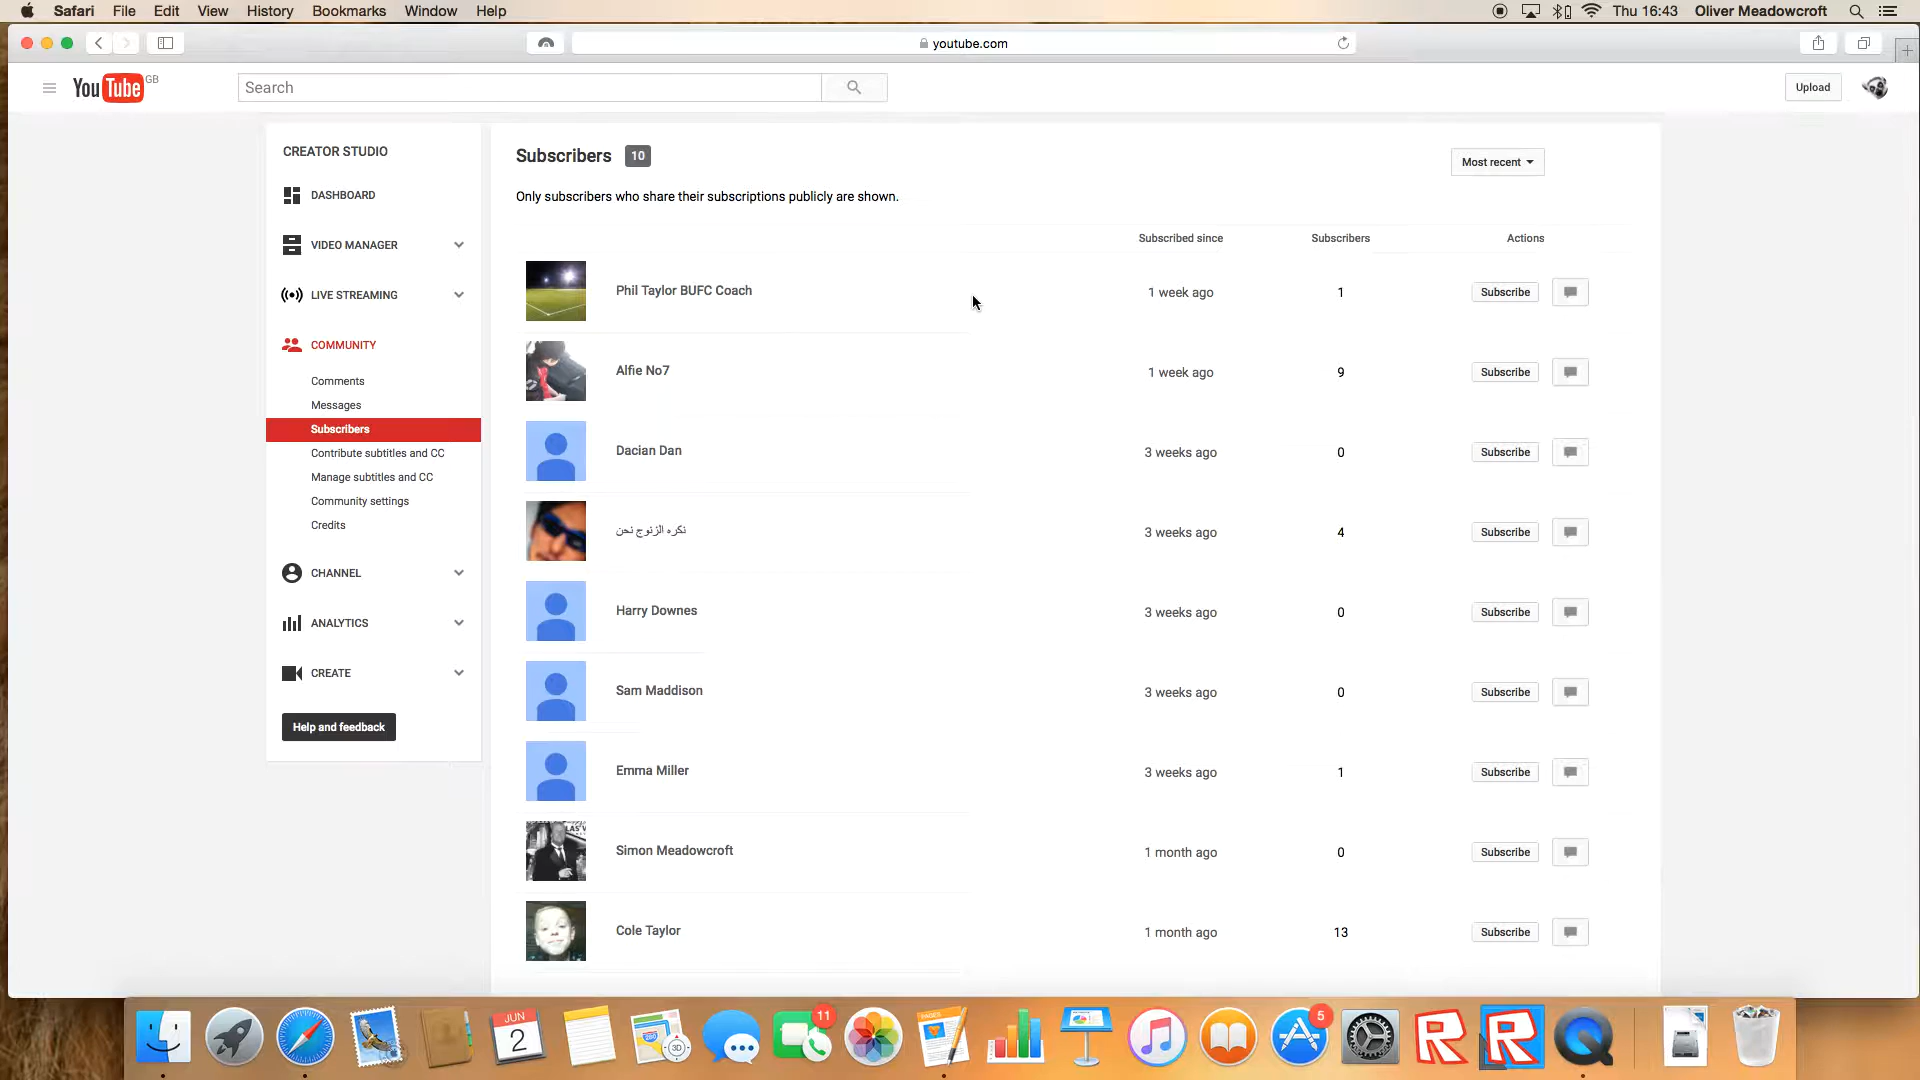 Safari File Edit View History Bookmarks Window Help Thu 16:43 Oliver Meadowcroft
youtube.com
YouTube GB Search Upload
CREATOR STUDIO
DASHBOARD
VIDEO MANAGER
LIVE STREAMING
COMMUNITY
Comments
Messages
Subscribers
Contribute subtitles and CC
Manage subtitles and CC
Community settings
Credits
CHANNEL
ANALYTICS
CREATE
Help and feedback
Subscribers 10
Most recent
Only subscribers who share their subscriptions publicly are shown.
Subscribed since Subscribers Actions
Phil Taylor BUFC Coach 1 week ago 1 Subscribe
Alfie No7 1 week ago 9 Subscribe
Dacian Dan 3 weeks ago 0 Subscribe
نكره الزنوج نحن 3 weeks ago 4 Subscribe
Harry Downes 3 weeks ago 0 Subscribe
Sam Maddison 3 weeks ago 0 Subscribe
Emma Miller 3 weeks ago 1 Subscribe
Simon Meadowcroft 1 month ago 0 Subscribe
Cole Taylor 1 month ago 13 Subscribe
JUN
2
3D
11
PAGES
5